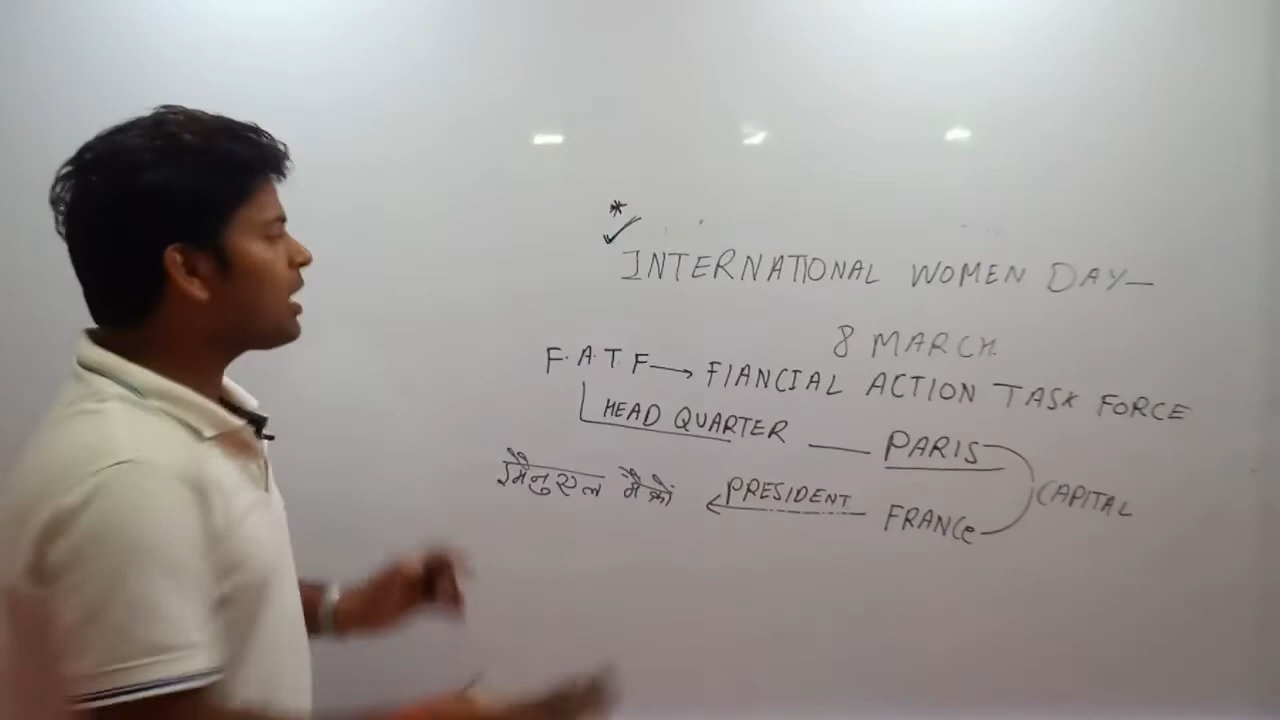 *
INTERNATIONAL WOMEN DAY—
8 MARCH
F.A.T.F → FIANCIAL ACTION TASK FORCE
HEAD QUARTER — PARIS
CAPITAL
इमैनुएल मैक्रों ← PRESIDENT FRANCe